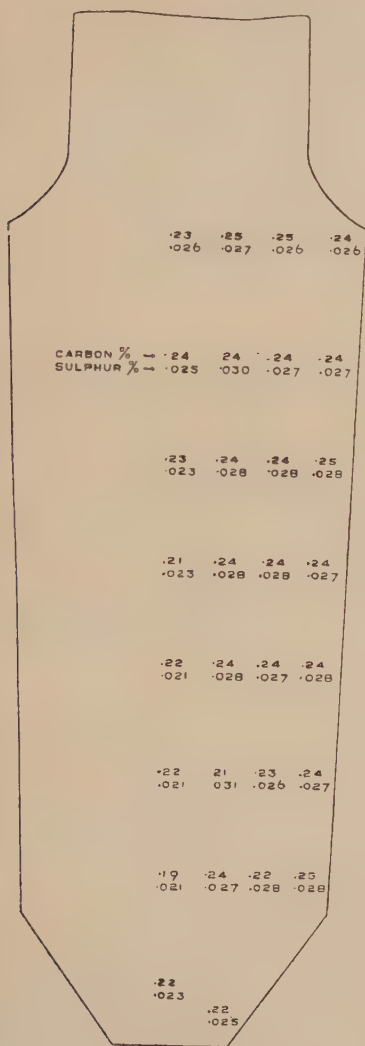 ·23 ·25 ·25 ·24
·026 ·027 ·026 ·026
CARBON % → ·24 24 ·24 ·24
SULPHUR % → ·025 ·030 ·027 ·027
·23 ·24 ·24 ·25
·023 ·028 ·028 ·028
·21 ·24 ·24 ·24
·023 ·028 ·028 ·027
·22 ·24 ·24 ·24
·021 ·028 ·027 ·028
·22 21 ·23 ·24
·021 031 ·026 ·027
·19 ·24 ·22 ·25
·021 ·027 ·028 ·028
·22
·023
·22
·025